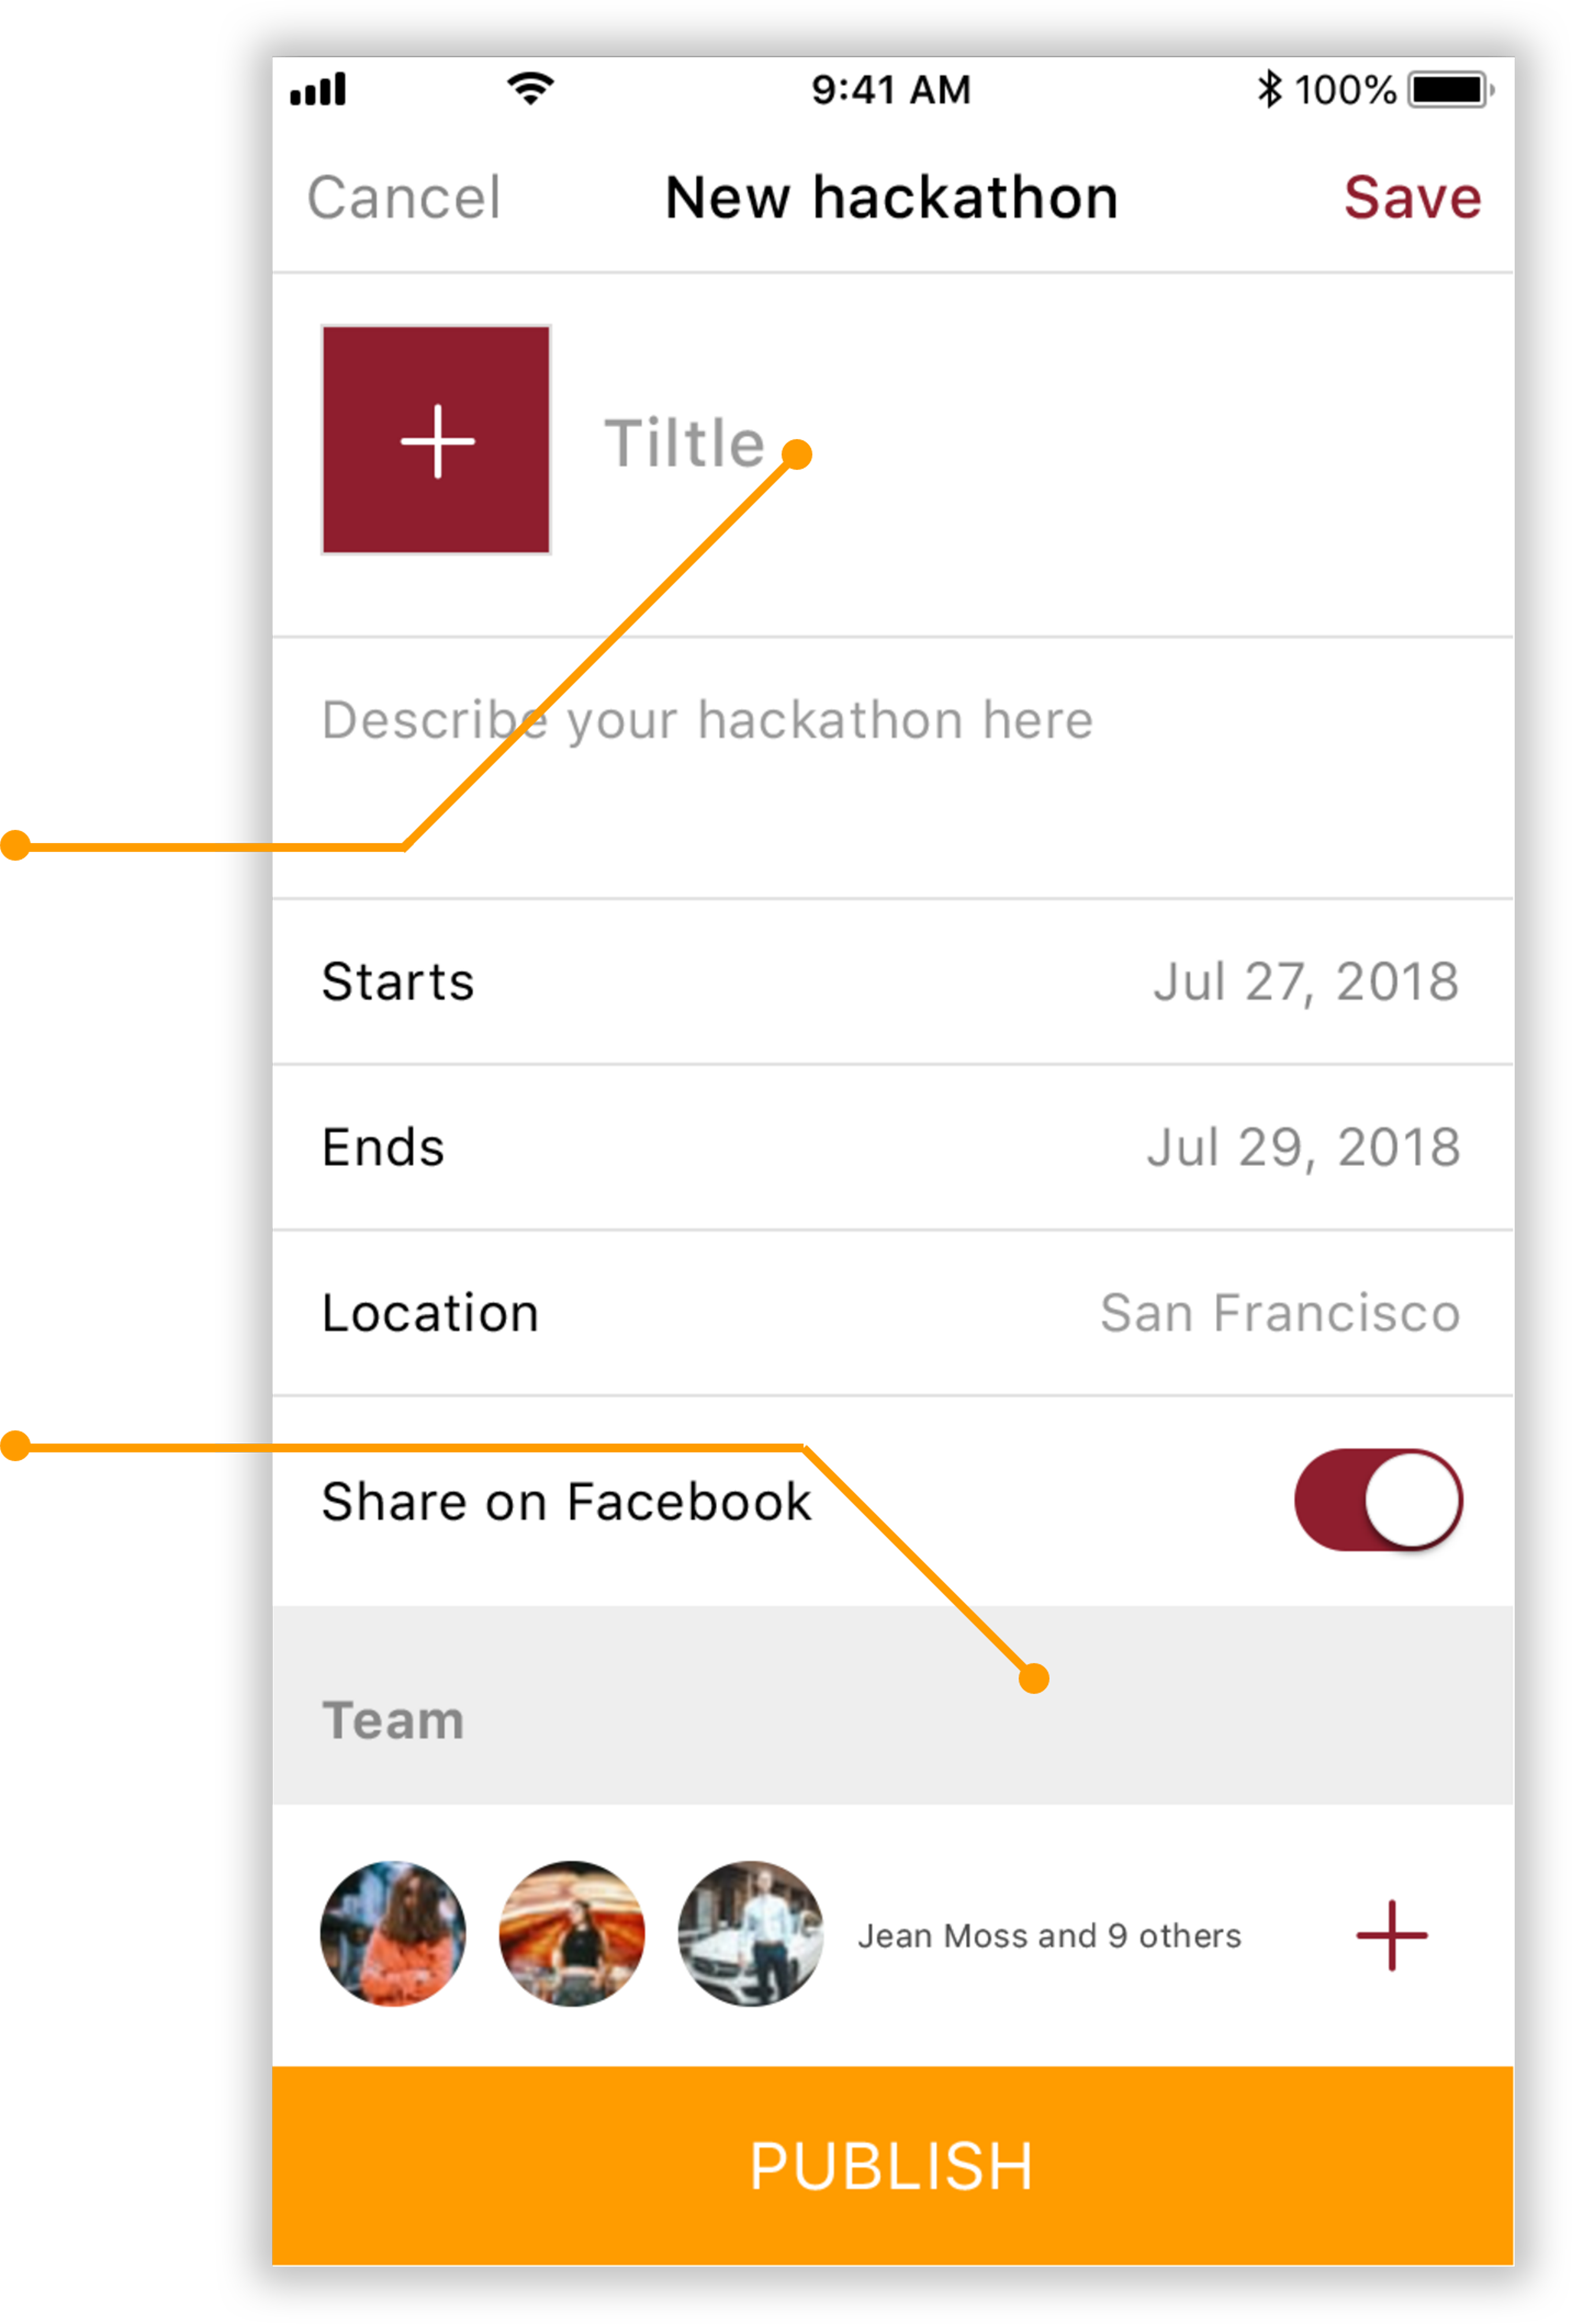 9:41 AM 100%
Cancel New hackathon Save
Tiltle
Describe your hackathon here
Starts Jul 27, 2018
Ends Jul 29, 2018
Location San Francisco
Share on Facebook
Team
Jean Moss and 9 others
PUBLISH